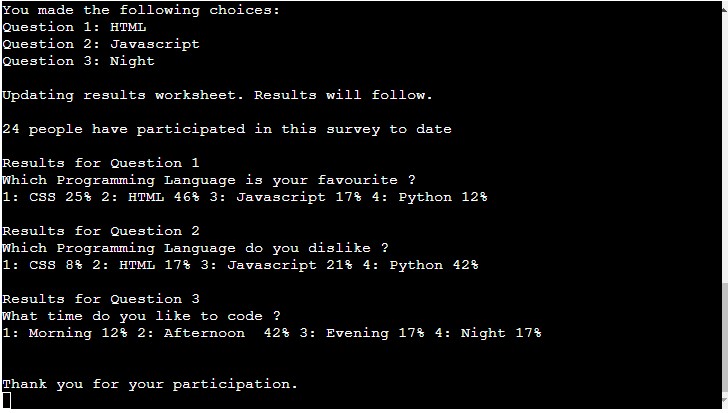 You made the following choices:
Question 1: HTML
Question 2: Javascript
Question 3: Night
Updating results worksheet. Results will follow.
24 people have participated in this survey to date
Results for Question 1
Which Programming Language is your favourite ?
1: CSS 25% 2: HTML 46% 3: Javascript 17% 4: Python 12%
Results for Question 2
Which Programming Language do you dislike ?
1: CSS 8% 2: HTML 17% 3: Javascript 21% 4: Python 42%
Results for Question 3
What time do you like to code ?
1: Morning 12% 2: Afternoon  42% 3: Evening 17% 4: Night 17%
Thank you for your participation.